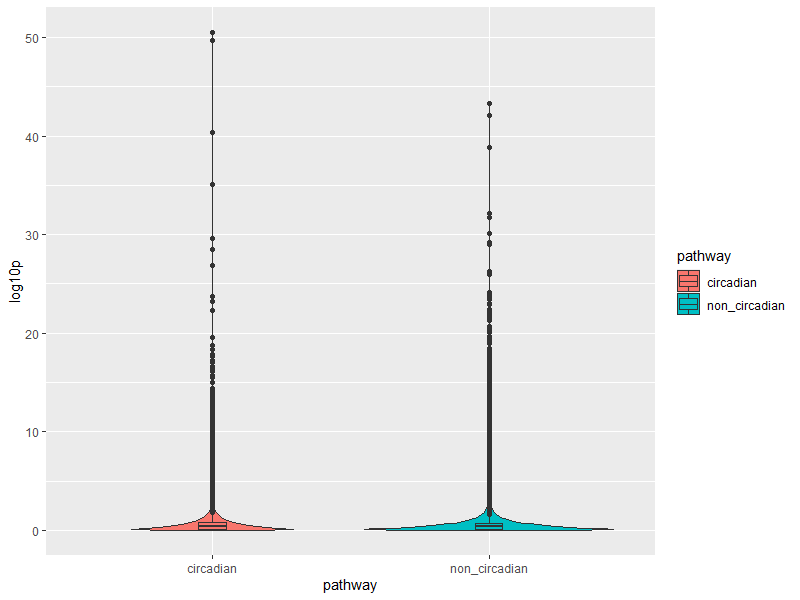 50
40
30
20
10
0
log10p
circadian
non_circadian
pathway
pathway
circadian
non_circadian